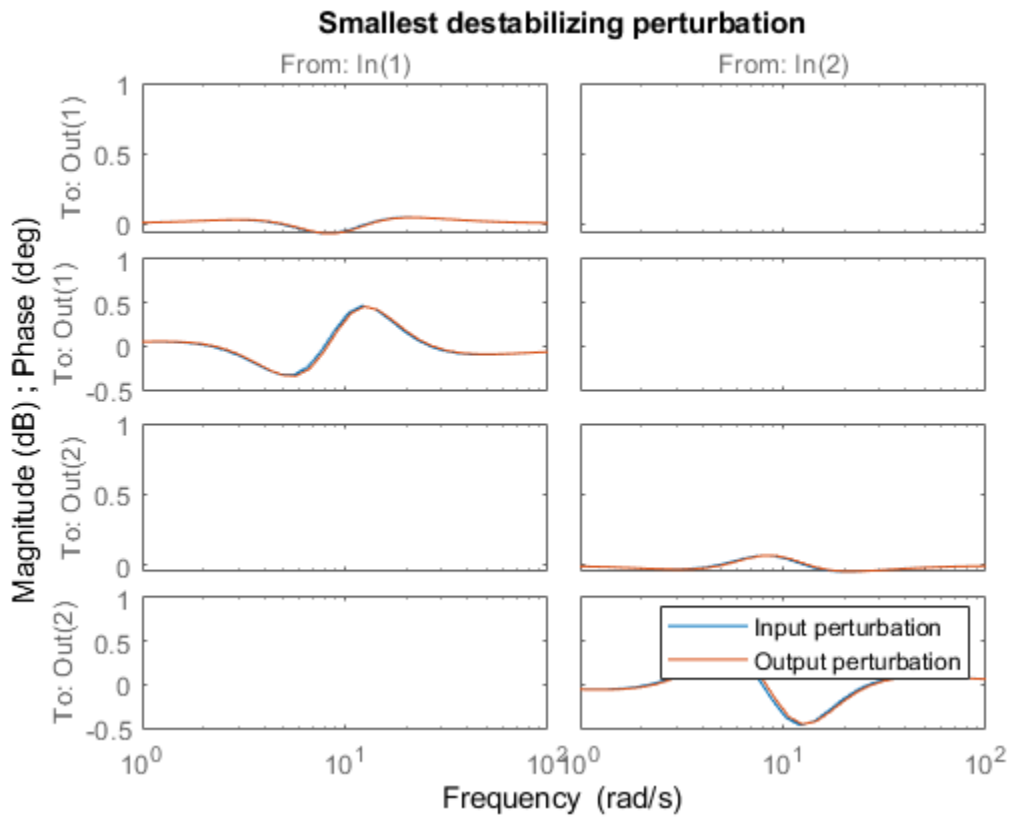 Smallest destabilizing perturbation
From: In(1)
From: In(2)
Magnitude (dB) ; Phase (deg)
To: Out(1)
1
0.5
0
To: Out(1)
1
0.5
0
-0.5
To: Out(2)
1
0.5
0
To: Out(2)
1
0.5
0
-0.5
Input perturbation
Output perturbation
10^0
10^1
10^2
10^0
10^1
10^2
Frequency (rad/s)